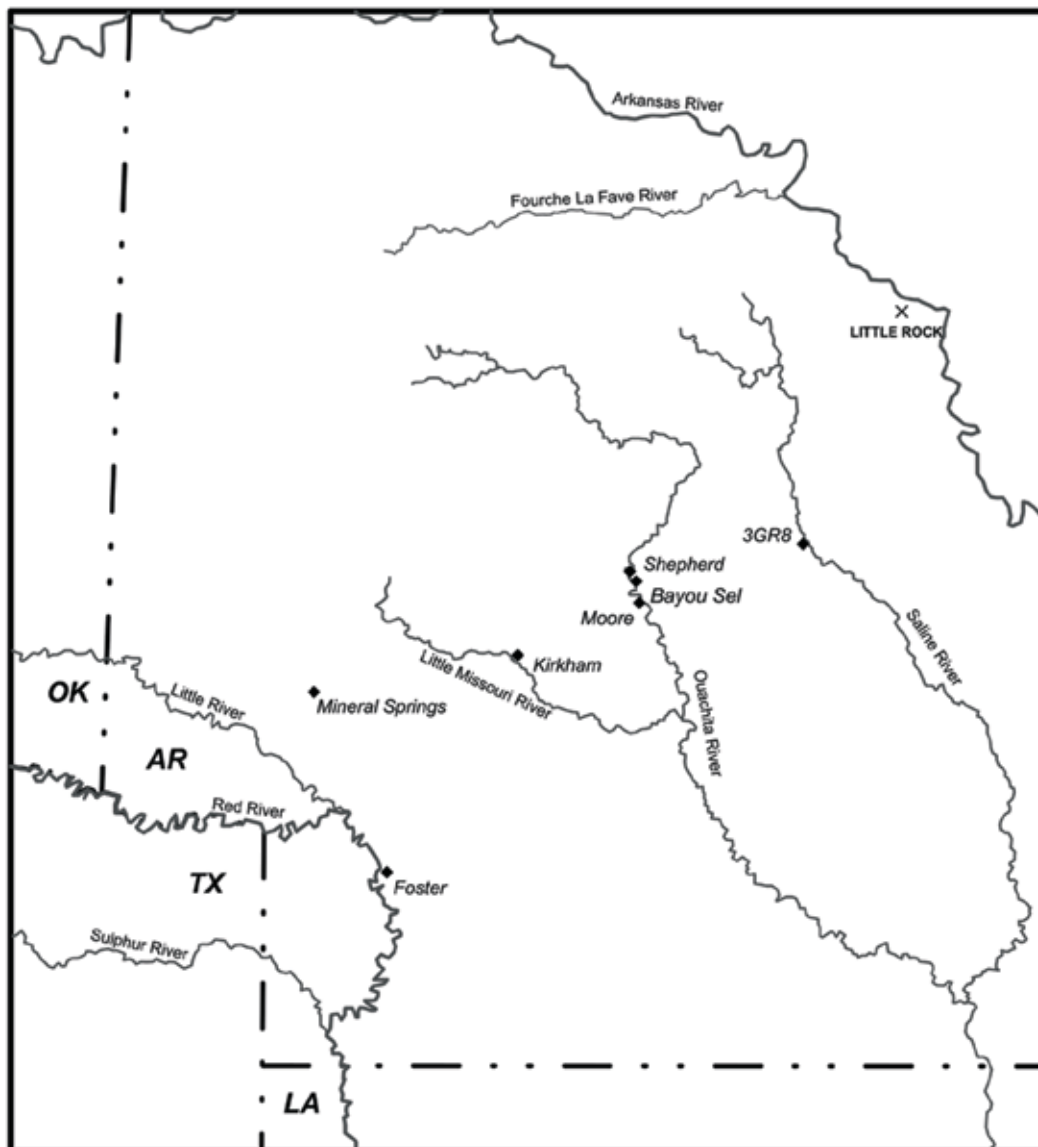 Arkansas River
Fourche La Fave River
LITTLE ROCK
3GR8
Shepherd
Bayou Sel
Moore
Saline River
Kirkham
Little Missouri River
OK
Little River
Mineral Springs
Ouachita River
AR
Red River
TX
Foster
Sulphur River
LA